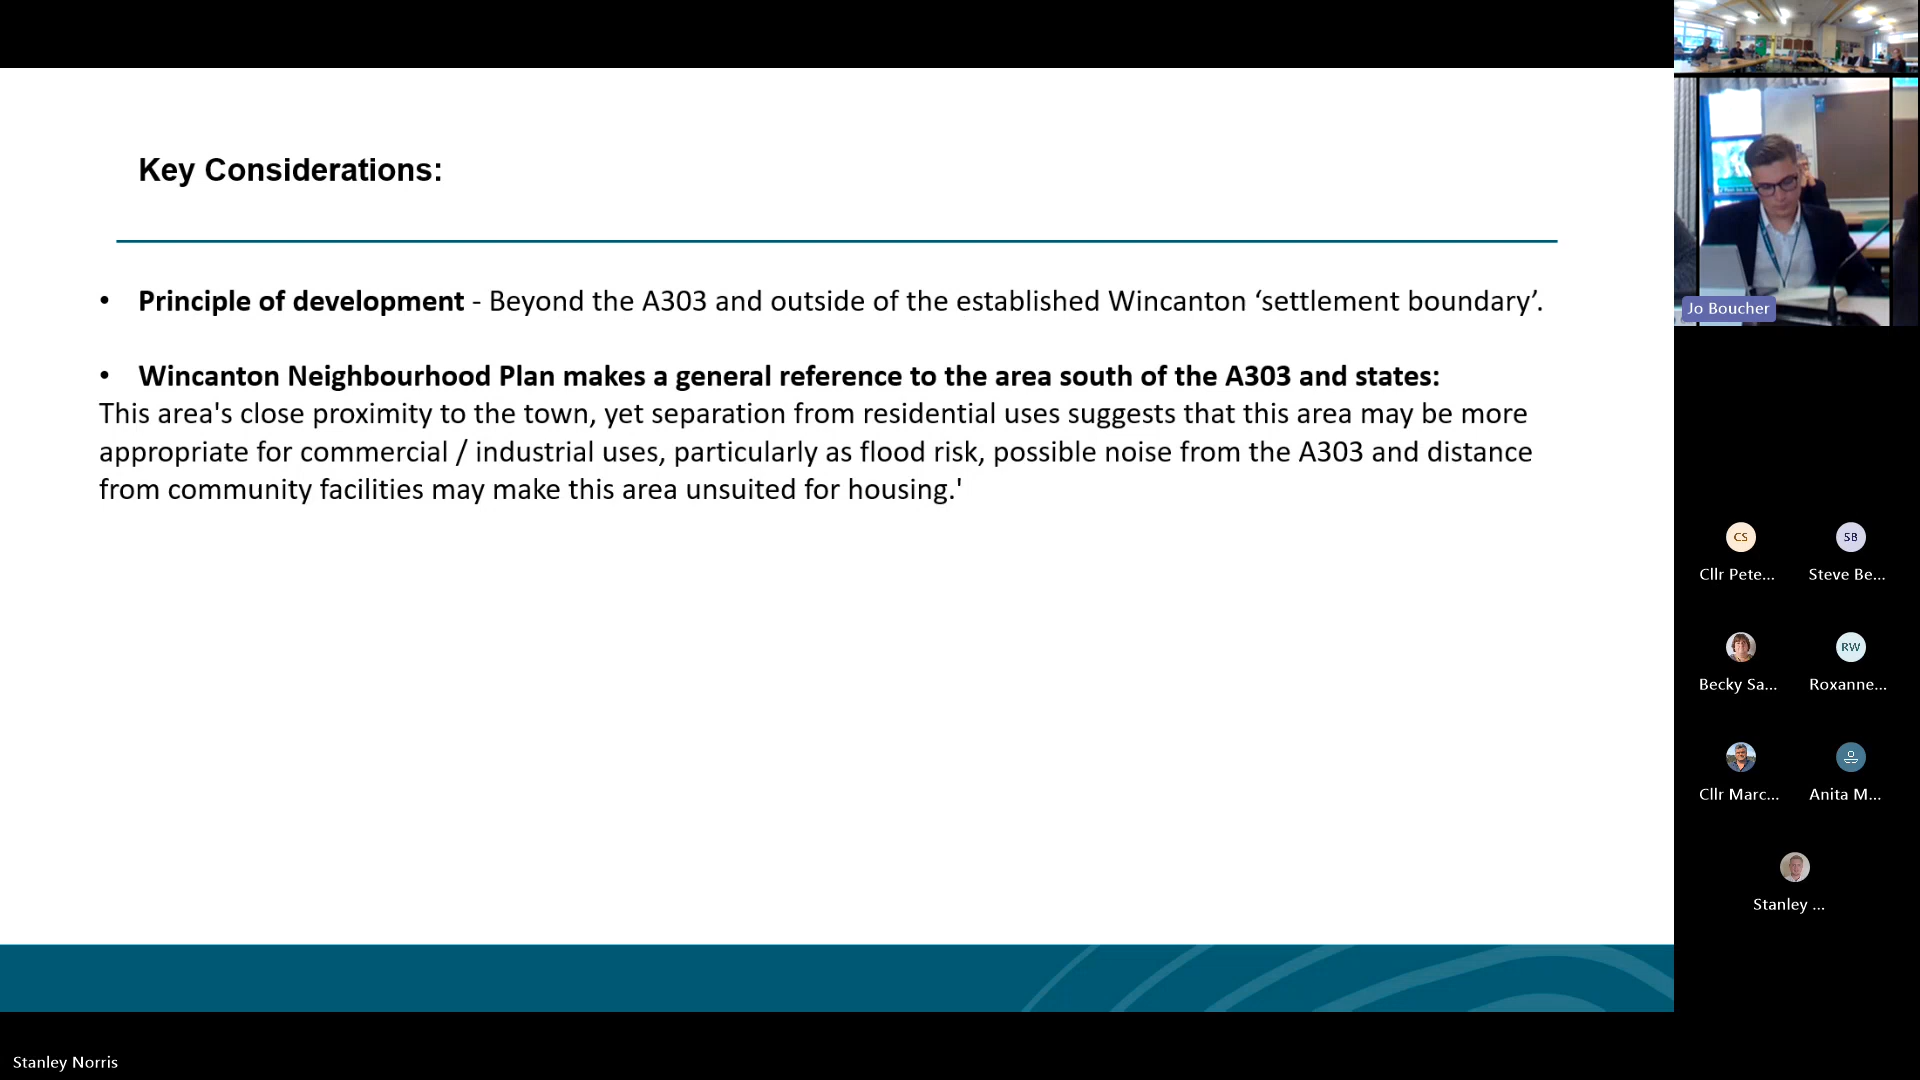 Key Considerations:
• Principle of development - Beyond the A303 and outside of the established Wincanton ‘settlement boundary’.
• Wincanton Neighbourhood Plan makes a general reference to the area south of the A303 and states:
This area's close proximity to the town, yet separation from residential uses suggests that this area may be more
appropriate for commercial / industrial uses, particularly as flood risk, possible noise from the A303 and distance
from community facilities may make this area unsuited for housing.'
Jo Boucher
CS
SB
Cllr Pete...
Steve Be...
RW
Becky Sa...
Roxanne...
Cllr Marc...
Anita M...
Stanley ...
Stanley Norris